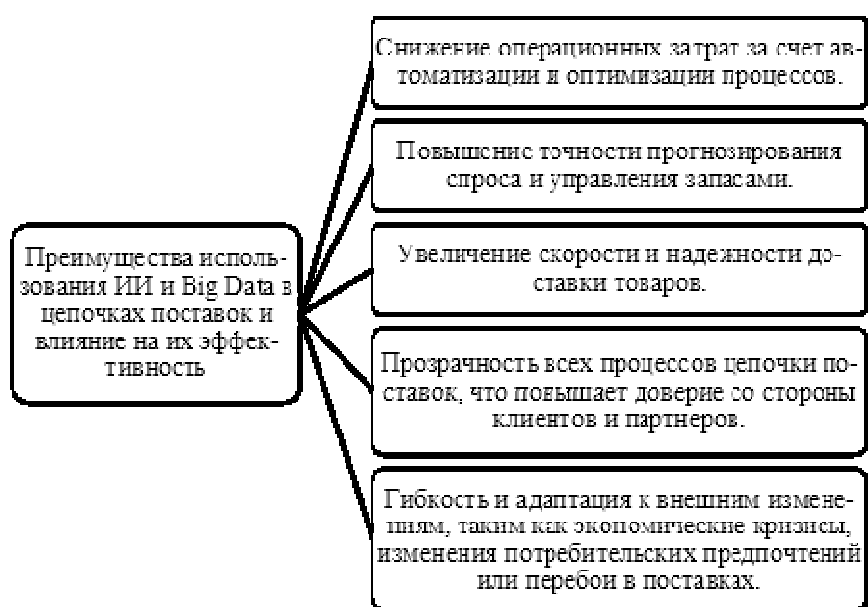 Преимущества исполь-
зования ИИ и Big Data в
цепочках поставок и
влияние на их эффек-
тивность
Снижение операционных затрат за счет ав-
томатизации и оптимизации процессов.
Повышение точности прогнозирования
спроса и управления запасами.
Увеличение скорости и надежности до-
ставки товаров.
Прозрачность всех процессов цепочки по-
ставок, что повышает доверие со стороны
клиентов и партнеров.
Гибкость и адаптация к внешним измене-
ниям, таким как экономические кризисы,
изменения потребительских предпочтений
или перебои в поставках.